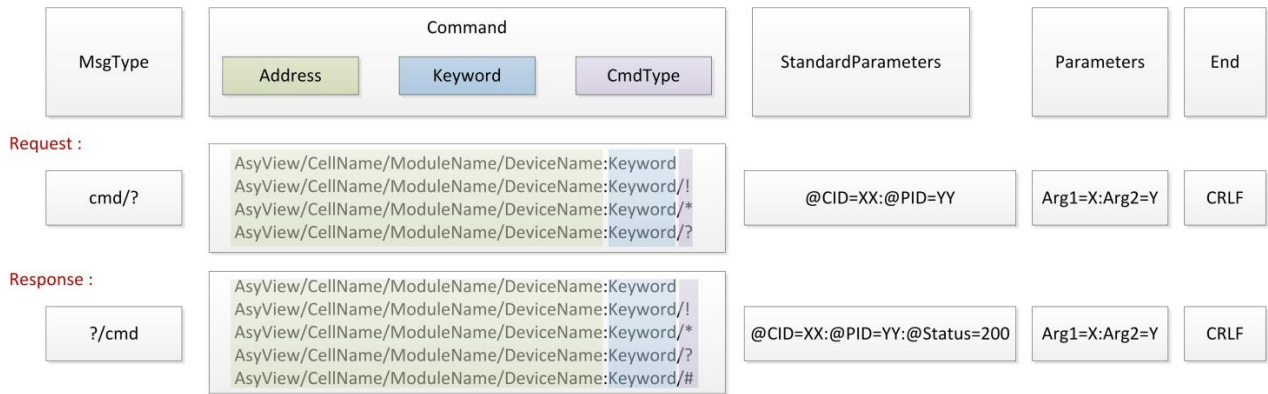 MsgType
Command
Address Keyword CmdType
StandardParameters
Parameters
End
Request :
cmd/?
AsyView/CellName/ModuleName/DeviceName:Keyword
AsyView/CellName/ModuleName/DeviceName:Keyword/!
AsyView/CellName/ModuleName/DeviceName:Keyword/*
AsyView/CellName/ModuleName/DeviceName:Keyword/?
@CID=XX:@PID=YY
Arg1=X:Arg2=Y
CRLF
Response :
?/cmd
AsyView/CellName/ModuleName/DeviceName:Keyword
AsyView/CellName/ModuleName/DeviceName:Keyword/!
AsyView/CellName/ModuleName/DeviceName:Keyword/*
AsyView/CellName/ModuleName/DeviceName:Keyword/?
AsyView/CellName/ModuleName/DeviceName:Keyword/#
@CID=XX:@PID=YY:@Status=200
Arg1=X:Arg2=Y
CRLF